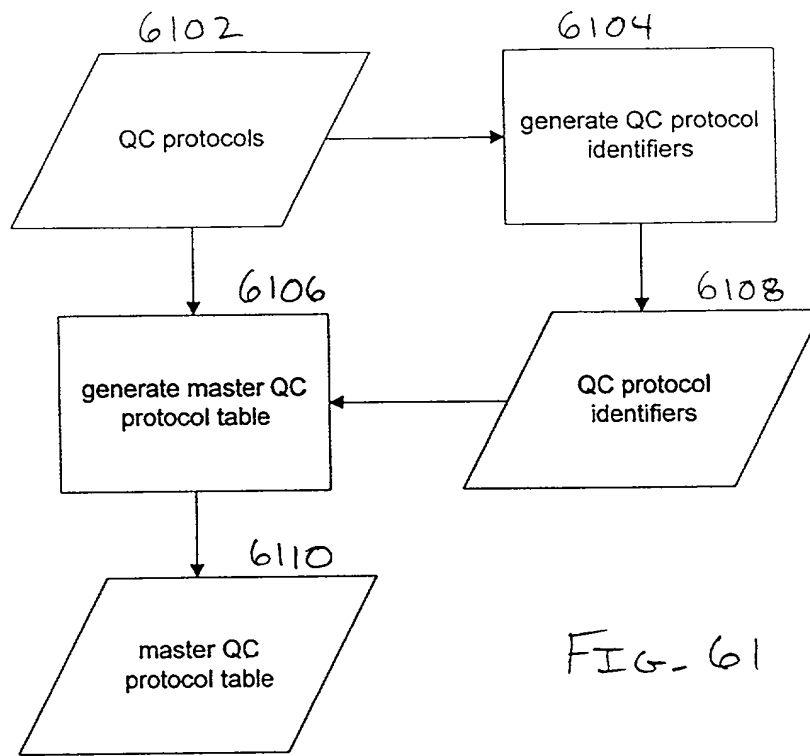 6102
6104
QC protocols
generate QC protocol
identifiers
6106
6108
generate master QC
protocol table
QC protocol
identifiers
6110
master QC
protocol table
FIG. 61